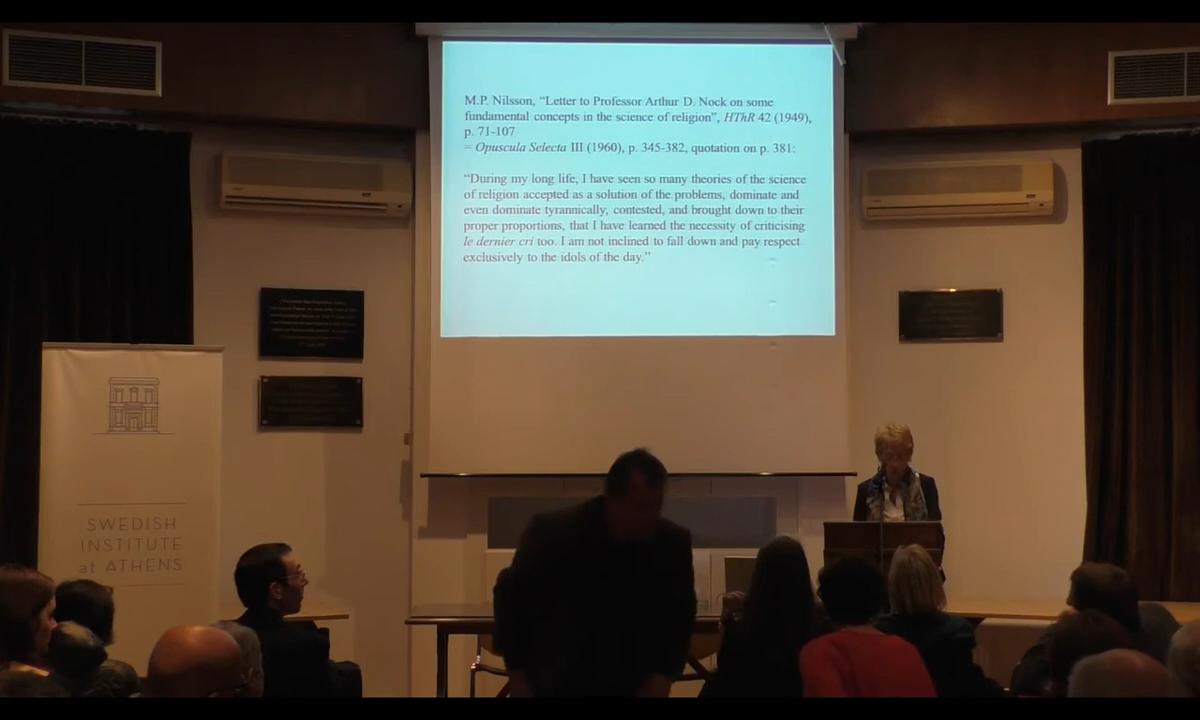 M.P. Nilsson, “Letter to Professor Arthur D. Nock on some
fundamental concepts in the science of religion”, HThR 42 (1949),
p. 71-107
= Opuscula Selecta III (1960), p. 345-382, quotation on p. 381:
“During my long life, I have seen so many theories of the science
of religion accepted as a solution of the problems, dominate and
even dominate tyrannically, contested, and brought down to their
proper proportions, that I have learned the necessity of criticising
le dernier cri too. I am not inclined to fall down and pay respect
exclusively to the idols of the day.”
SWEDISH
INSTITUTE
at ATHENS